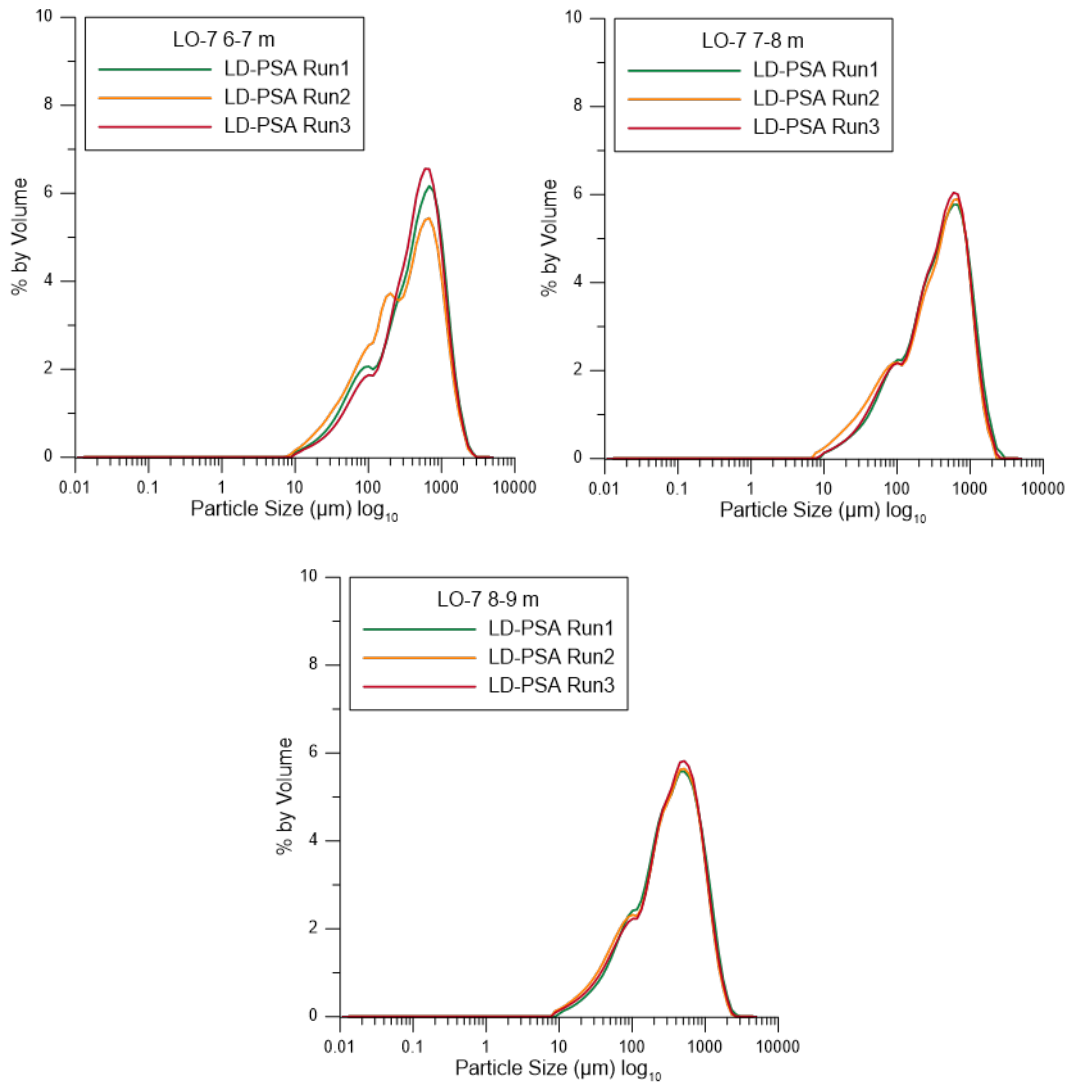 LO-7 6-7 m
LD-PSA Run1
LD-PSA Run2
LD-PSA Run3
% by Volume
10
8
6
4
2
0
0.01 0.1 1 10 100 1000 10000
Particle Size (µm) log10
LO-7 7-8 m
LD-PSA Run1
LD-PSA Run2
LD-PSA Run3
% by Volume
10
8
6
4
2
0
0.01 0.1 1 10 100 1000 10000
Particle Size (µm) log10
LO-7 8-9 m
LD-PSA Run1
LD-PSA Run2
LD-PSA Run3
% by Volume
10
8
6
4
2
0
0.01 0.1 1 10 100 1000 10000
Particle Size (µm) log10